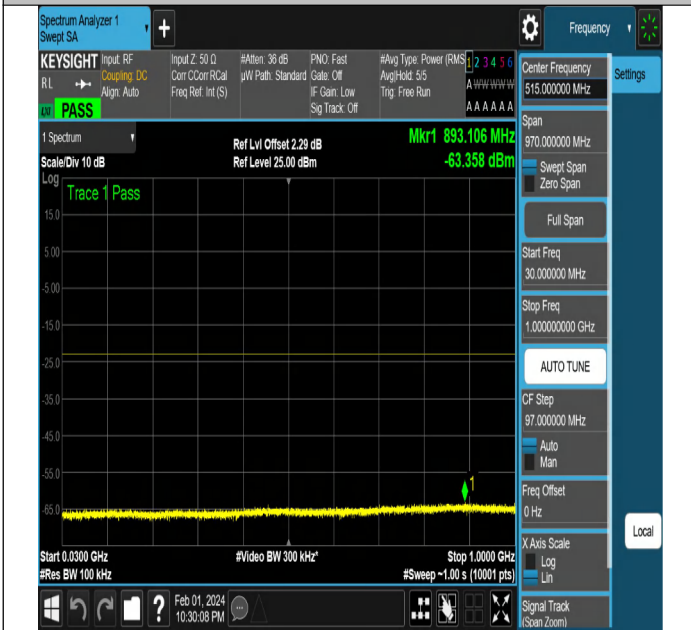 Spectrum Analyzer 1
Swept SA
Frequency
KEYSIGHT
RL
LXI
PASS
Input: RF
Coupling: DC
Align: Auto
Input Z: 50 Ω
Corr CCorr RCal
Freq Ref: Int (S)
#Atten: 36 dB
µW Path: Standard
PNO: Fast
Gate: Off
IF Gain: Low
Sig Track: Off
#Avg Type: Power (RMS
Avg|Hold: 5/5
Trig: Free Run
1 2 3 4 5 6
A W W W W W
A A A A A A
1 Spectrum
Scale/Div 10 dB
Ref Lvl Offset 2.29 dB
Ref Level 25.00 dBm
Mkr1 893.106 MHz
-63.358 dBm
Log
Trace 1 Pass
15.0
5.00
-5.00
-15.0
-25.0
-35.0
-45.0
-55.0
-65.0
1
Start 0.0300 GHz
#Res BW 100 kHz
#Video BW 300 kHz*
Stop 1.0000 GHz
#Sweep ~1.00 s (10001 pts)
Center Frequency
515.000000 MHz
Span
970.000000 MHz
Swept Span
Zero Span
Full Span
Start Freq
30.000000 MHz
Stop Freq
1.000000000 GHz
AUTO TUNE
CF Step
97.000000 MHz
Auto
Man
Freq Offset
0 Hz
X Axis Scale
Log
Lin
Signal Track
(Span Zoom)
Settings
Local
?
Feb 01, 2024
10:30:08 PM